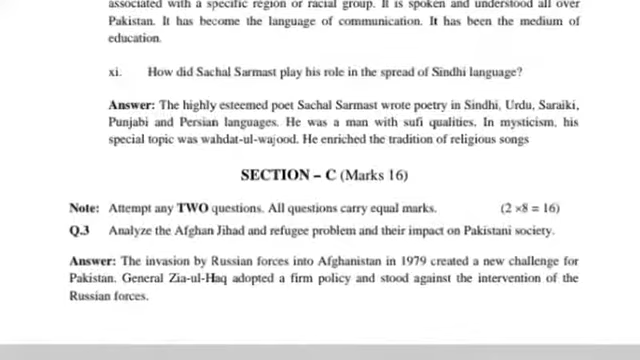 associated with a specific region or racial group. It is spoken and understood all over
Pakistan. It has become the language of communication. It has been the medium of
education.
xi. How did Sachal Sarmast play his role in the spread of Sindhi language?
Answer: The highly esteemed poet Sachal Sarmast wrote poetry in Sindhi, Urdu, Saraiki,
Punjabi and Persian languages. He was a man with sufi qualities. In mysticism, his
special topic was wahdat-ul-wajood. He enriched the tradition of religious songs
SECTION – C (Marks 16)
Note: Attempt any TWO questions. All questions carry equal marks. (2 ×8 = 16)
Q.3 Analyze the Afghan Jihad and refugee problem and their impact on Pakistani society.
Answer: The invasion by Russian forces into Afghanistan in 1979 created a new challenge for
Pakistan. General Zia-ul-Haq adopted a firm policy and stood against the intervention of the
Russian forces.